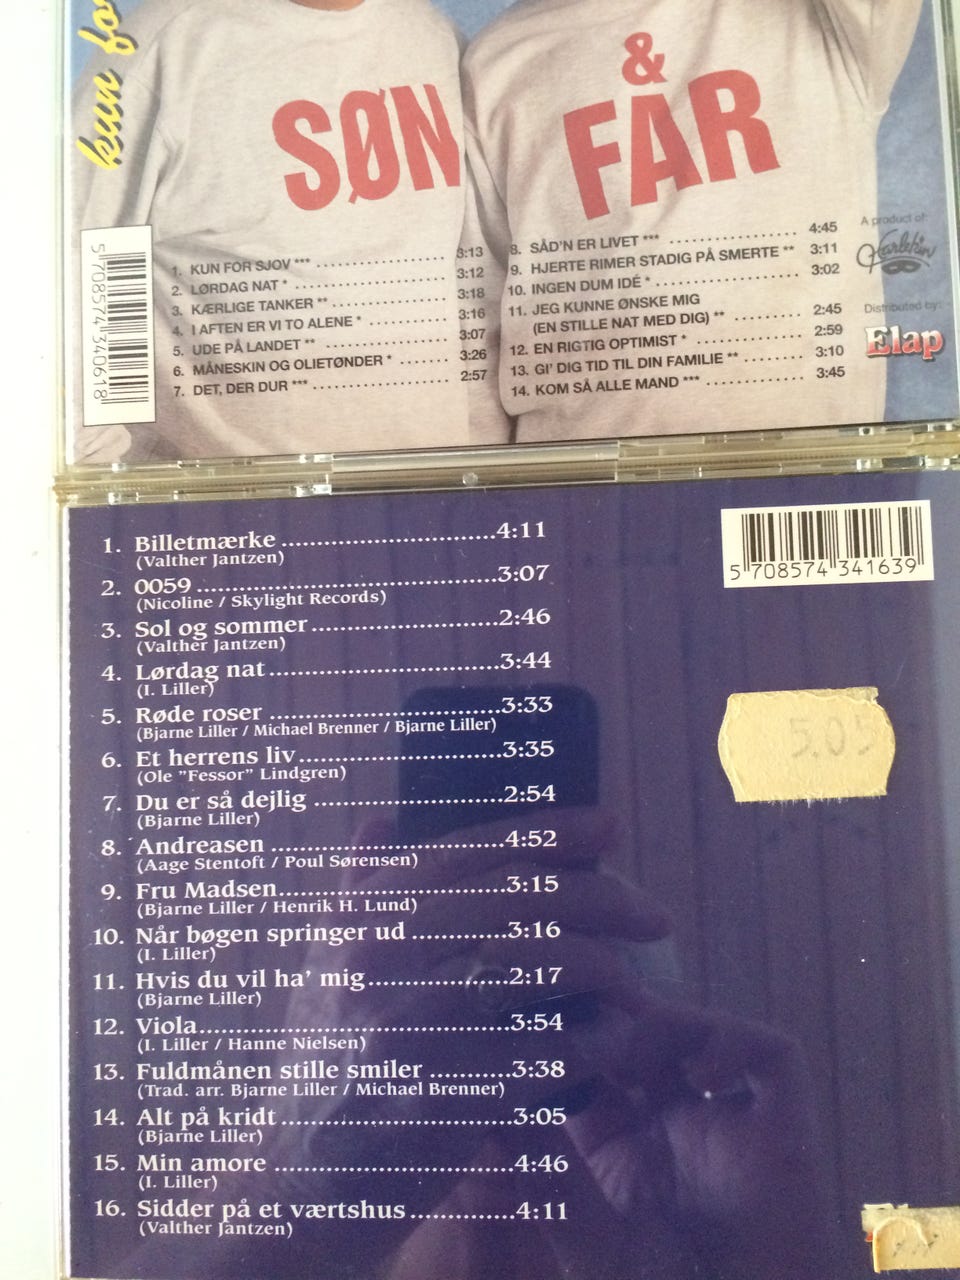 kun fo
SØN
&
FAR
5 708574 340618
1. KUN FOR SJOV *** 3:13
2. LØRDAG NAT * 3:12
3. KÆRLIGE TANKER ** 3:18
4. I AFTEN ER VI TO ALENE * 3:16
5. UDE PÅ LANDET ** 3:07
6. MÅNESKIN OG OLIETØNDER * 3:26
7. DET, DER DUR *** 2:57
8. SÅD'N ER LIVET *** 4:45
9. HJERTE RIMER STADIG PÅ SMERTE ** 3:11
10. INGEN DUM IDÉ * 3:02
11. JEG KUNNE ØNSKE MIG
(EN STILLE NAT MED DIG) ** 2:45
12. EN RIGTIG OPTIMIST * 2:59
13. GI' DIG TID TIL DIN FAMILIE ** 3:10
14. KOM SÅ ALLE MAND *** 3:45
A product of:
Harlekin
Distributed by:
Elap
1. Billetmærke 4:11
(Valther Jantzen)
2. 0059 3:07
(Nicoline / Skylight Records)
3. Sol og sommer 2:46
(Valther Jantzen)
4. Lørdag nat 3:44
(I. Liller)
5. Røde roser 3:33
(Bjarne Liller / Michael Brenner / Bjarne Liller)
6. Et herrens liv 3:35
(Ole "Fessor" Lindgren)
7. Du er så dejlig 2:54
(Bjarne Liller)
8. Andreasen 4:52
(Aage Stentoft / Poul Sørensen)
9. Fru Madsen 3:15
(Bjarne Liller / Henrik H. Lund)
10. Når bøgen springer ud 3:16
(I. Liller)
11. Hvis du vil ha' mig 2:17
(Bjarne Liller)
12. Viola 3:54
(I. Liller / Hanne Nielsen)
13. Fuldmånen stille smiler 3:38
(Trad. arr. Bjarne Liller / Michael Brenner)
14. Alt på kridt 3:05
(Bjarne Liller)
15. Min amore 4:46
(I. Liller)
16. Sidder på et værtshus 4:11
(Valther Jantzen)
5 708574 341639
5.05